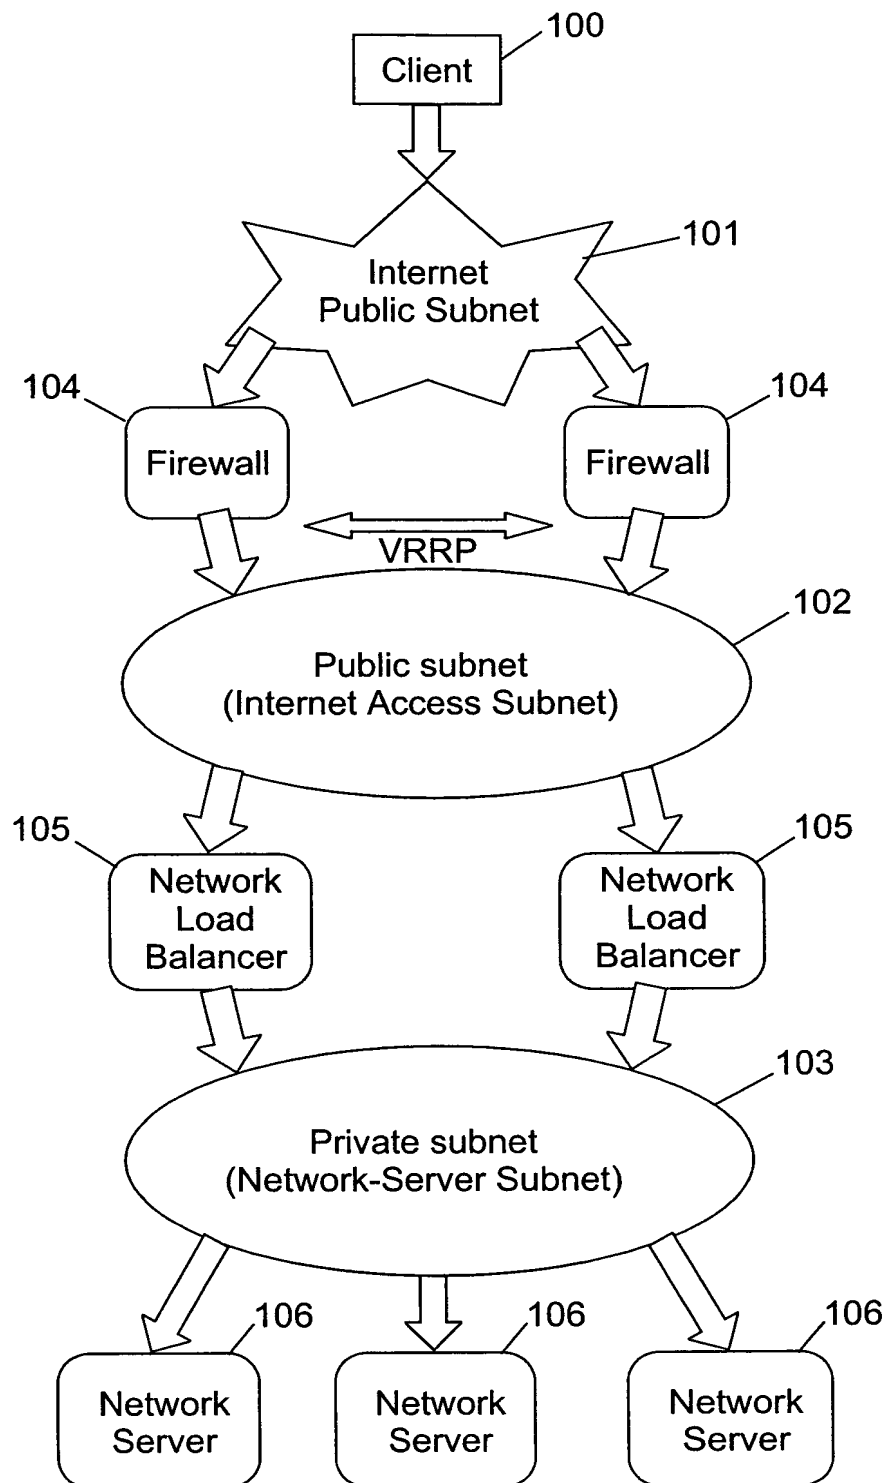 100
Client
101
Internet
Public Subnet
104
104
Firewall
Firewall
VRRP
102
Public subnet
(Internet Access Subnet)
105
105
Network
Load
Balancer
Network
Load
Balancer
103
Private subnet
(Network-Server Subnet)
106
106
106
Network
Server
Network
Server
Network
Server